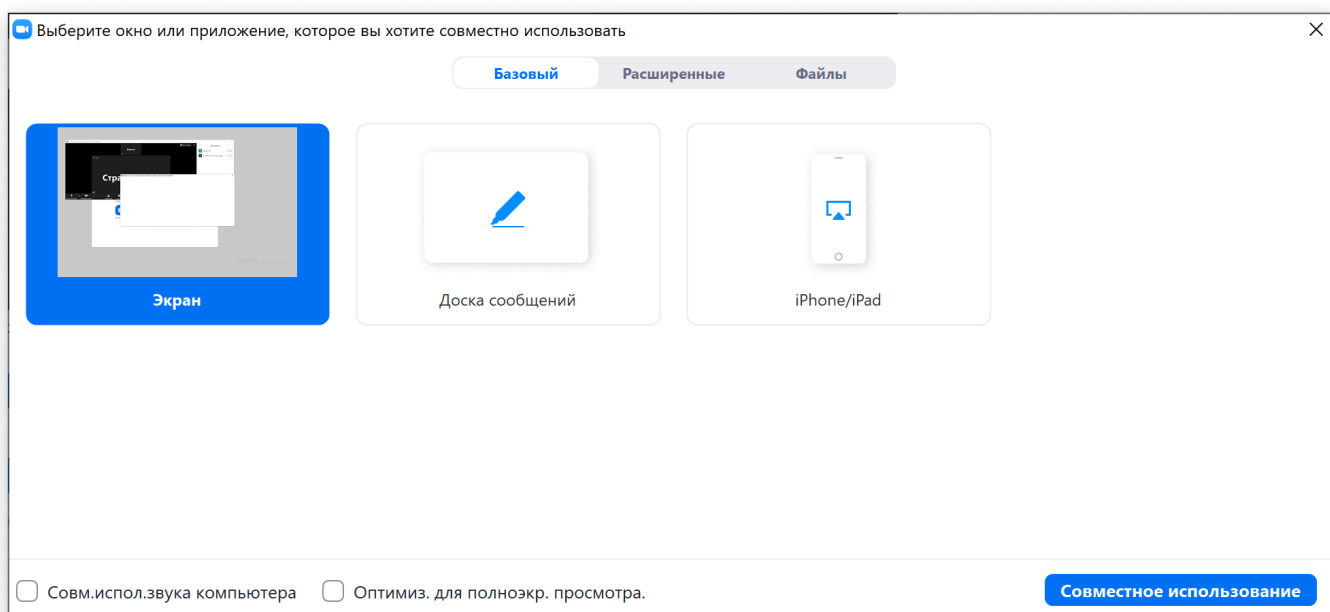 Выберите окно или приложение, которое вы хотите совместно использовать
Базовый Расширенные Файлы
Стра
Экран Доска сообщений iPhone/iPad
Совм.испол.звука компьютера Оптимиз. для полноэкр. просмотра. Совместное использование